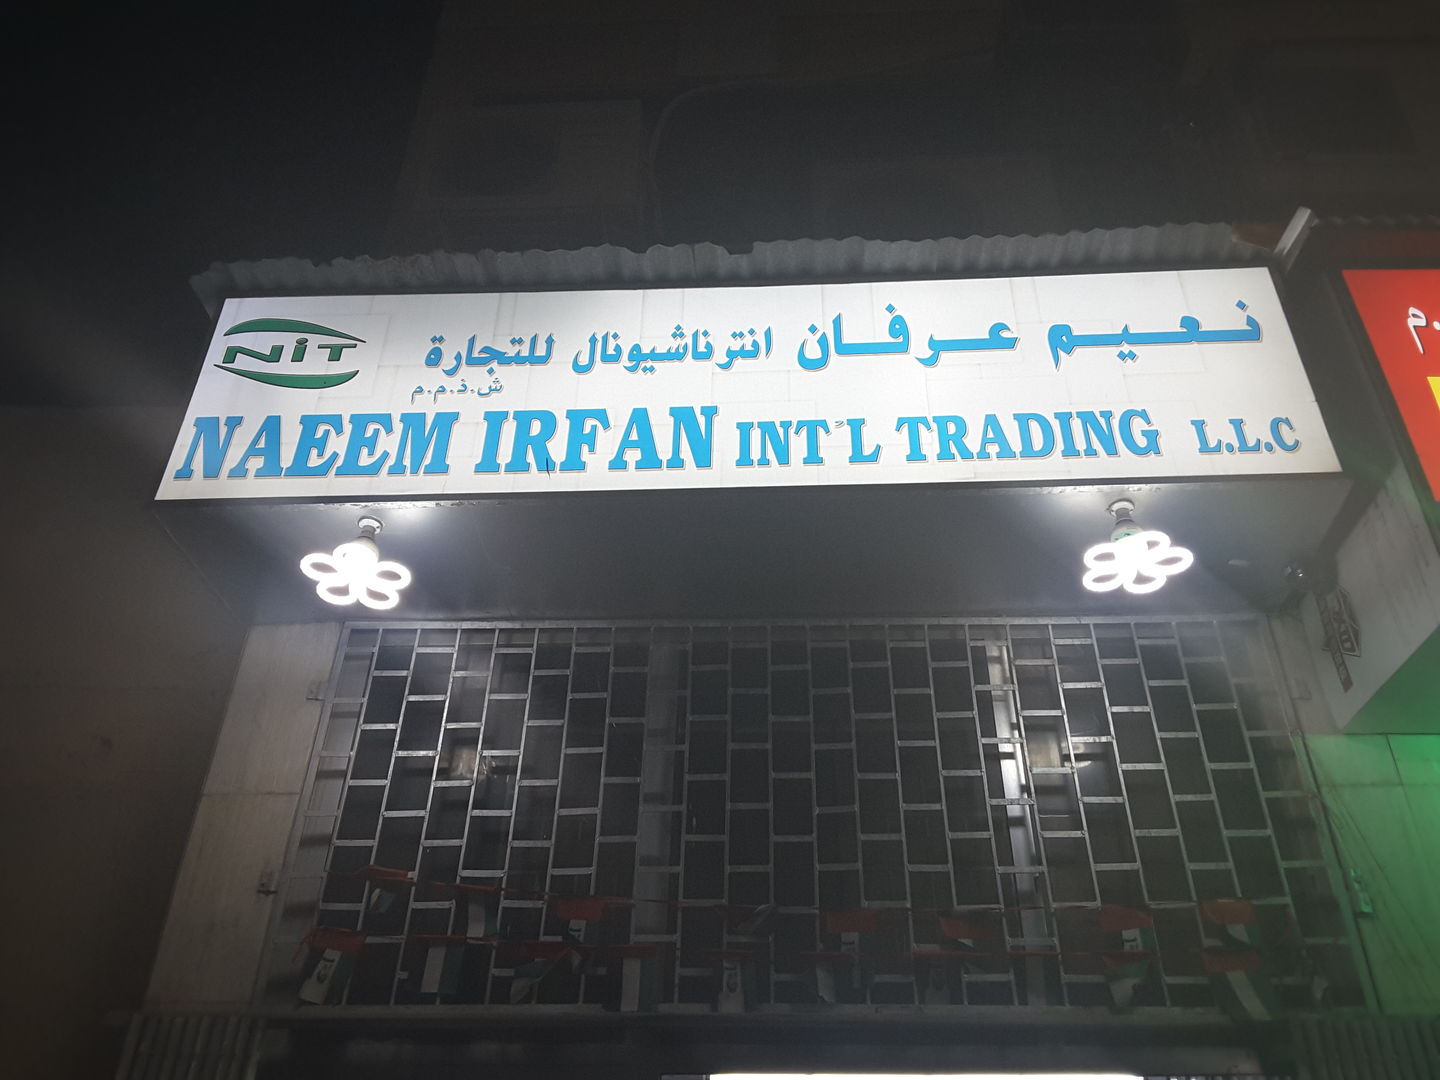 NiT
نعيم عرفان انترناشيونال للتجارة
ش.ذ.م.م
NAEEM IRFAN INT'L TRADING L.L.C